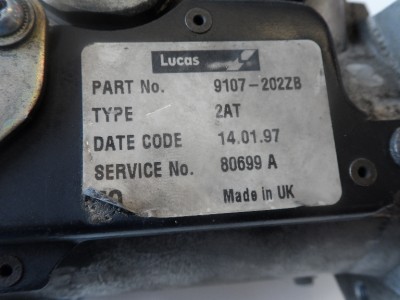 Lucas
PART No. 9107-202ZB
TYPE 2AT
DATE CODE 14.01.97
SERVICE No. 80699 A
Made in UK